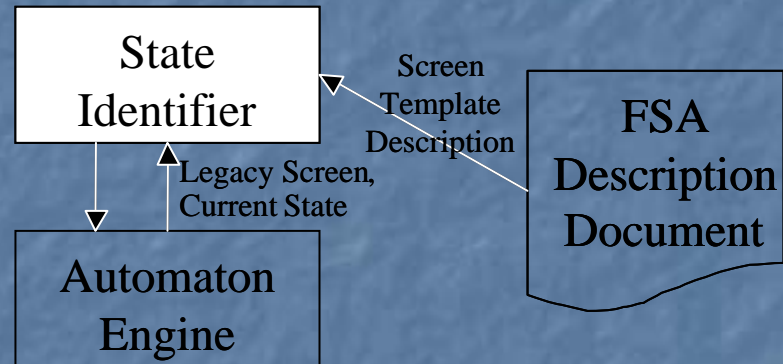 State
Identifier
Screen
Template
Description
FSA
Description
Document
Legacy Screen,
Current State
Automaton
Engine